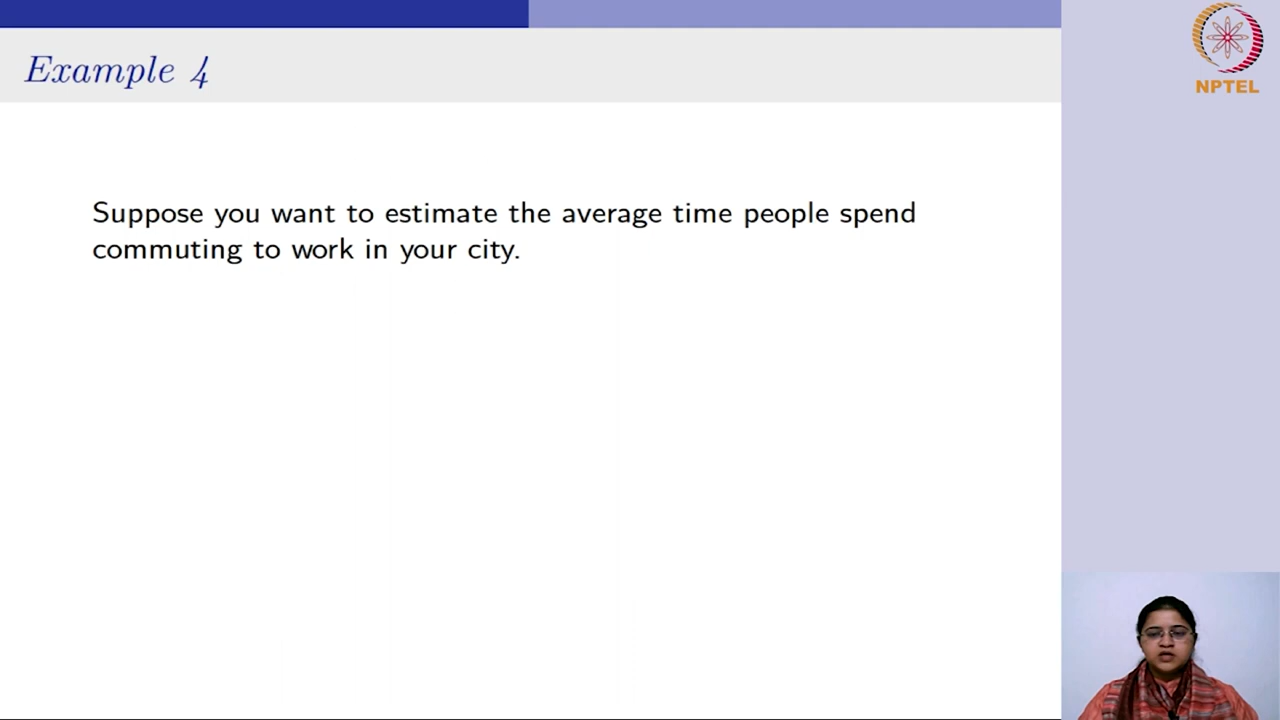 Example 4
NPTEL
Suppose you want to estimate the average time people spend
commuting to work in your city.